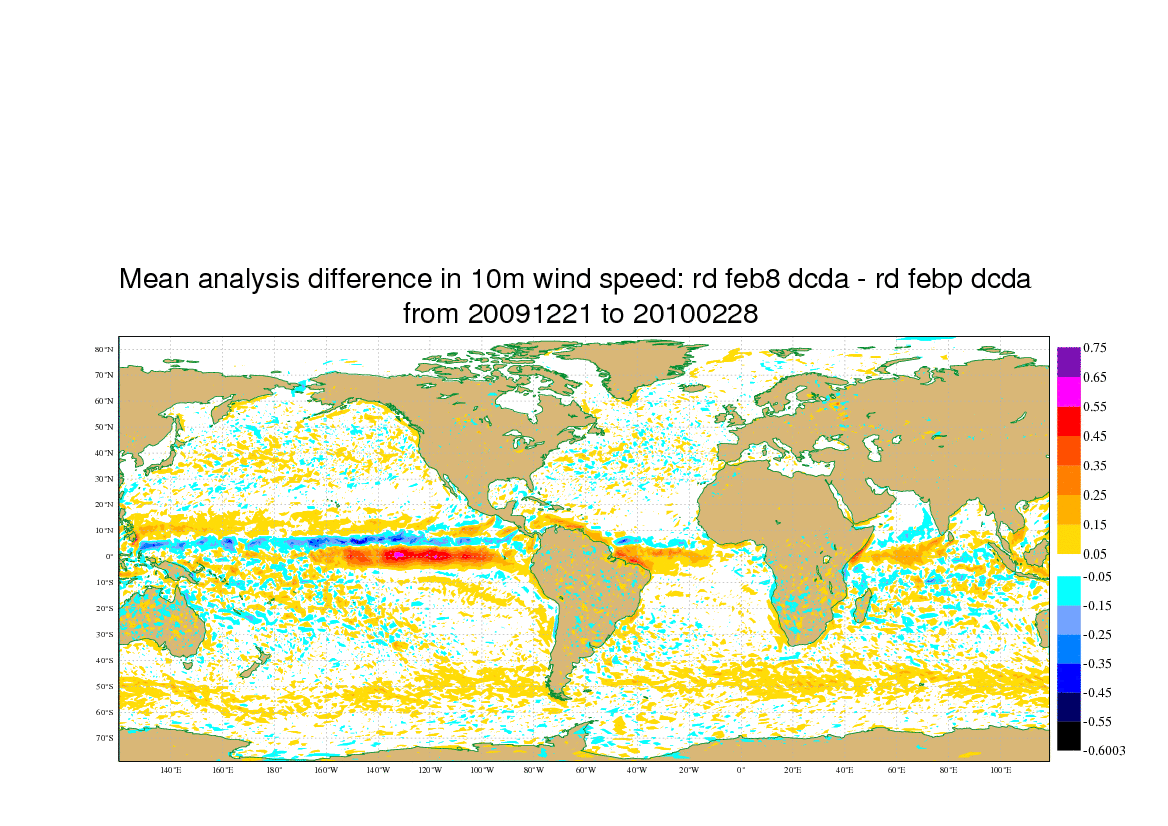 Mean analysis difference in 10m wind speed: rd feb8 dcda - rd febp dcda
from 20091221 to 20100228
80°N
70°N
60°N
50°N
40°N
30°N
20°N
10°N
0°
10°S
20°S
30°S
40°S
50°S
60°S
70°S
140°E 160°E 180° 160°W 140°W 120°W 100°W 80°W 60°W 40°W 20°W 0° 20°E 40°E 60°E 80°E 100°E
0.75
0.65
0.55
0.45
0.35
0.25
0.15
0.05
-0.05
-0.15
-0.25
-0.35
-0.45
-0.55
-0.6003